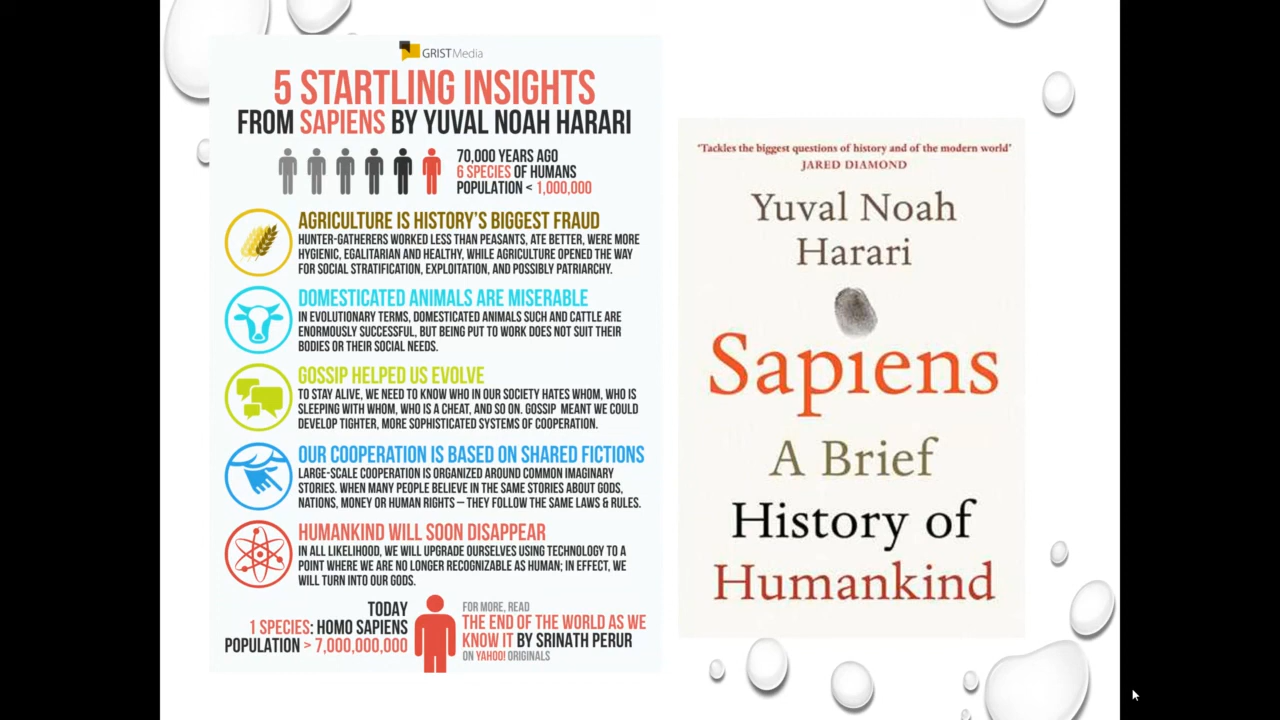 GRISTMedia
5 STARTLING INSIGHTS
FROM SAPIENS BY YUVAL NOAH HARARI
70,000 YEARS AGO
6 SPECIES OF HUMANS
POPULATION < 1,000,000
AGRICULTURE IS HISTORY'S BIGGEST FRAUD
HUNTER-GATHERERS WORKED LESS THAN PEASANTS, ATE BETTER, WERE MORE
HYGIENIC, EGALITARIAN AND HEALTHY, WHILE AGRICULTURE OPENED THE WAY
FOR SOCIAL STRATIFICATION, EXPLOITATION, AND POSSIBLY PATRIARCHY.
DOMESTICATED ANIMALS ARE MISERABLE
IN EVOLUTIONARY TERMS, DOMESTICATED ANIMALS SUCH AND CATTLE ARE
ENORMOUSLY SUCCESSFUL, BUT BEING PUT TO WORK DOES NOT SUIT THEIR
BODIES OR THEIR SOCIAL NEEDS.
GOSSIP HELPED US EVOLVE
TO STAY ALIVE, WE NEED TO KNOW WHO IN OUR SOCIETY HATES WHOM, WHO IS
SLEEPING WITH WHOM, WHO IS A CHEAT, AND SO ON. GOSSIP MEANT WE COULD
DEVELOP TIGHTER, MORE SOPHISTICATED SYSTEMS OF COOPERATION.
OUR COOPERATION IS BASED ON SHARED FICTIONS
LARGE-SCALE COOPERATION IS ORGANIZED AROUND COMMON IMAGINARY
STORIES. WHEN MANY PEOPLE BELIEVE IN THE SAME STORIES ABOUT GODS,
NATIONS, MONEY OR HUMAN RIGHTS – THEY FOLLOW THE SAME LAWS & RULES.
HUMANKIND WILL SOON DISAPPEAR
IN ALL LIKELIHOOD, WE WILL UPGRADE OURSELVES USING TECHNOLOGY TO A
POINT WHERE WE ARE NO LONGER RECOGNIZABLE AS HUMAN; IN EFFECT, WE
WILL TURN INTO OUR GODS.
TODAY
1 SPECIES: HOMO SAPIENS
POPULATION > 7,000,000,000
FOR MORE, READ
THE END OF THE WORLD AS WE
KNOW IT BY SRINATH PERUR
ON YAHOO! ORIGINALS
'Tackles the biggest questions of history and of the modern world'
JARED DIAMOND
Yuval Noah
Harari
Sapiens
A Brief
History of
Humankind